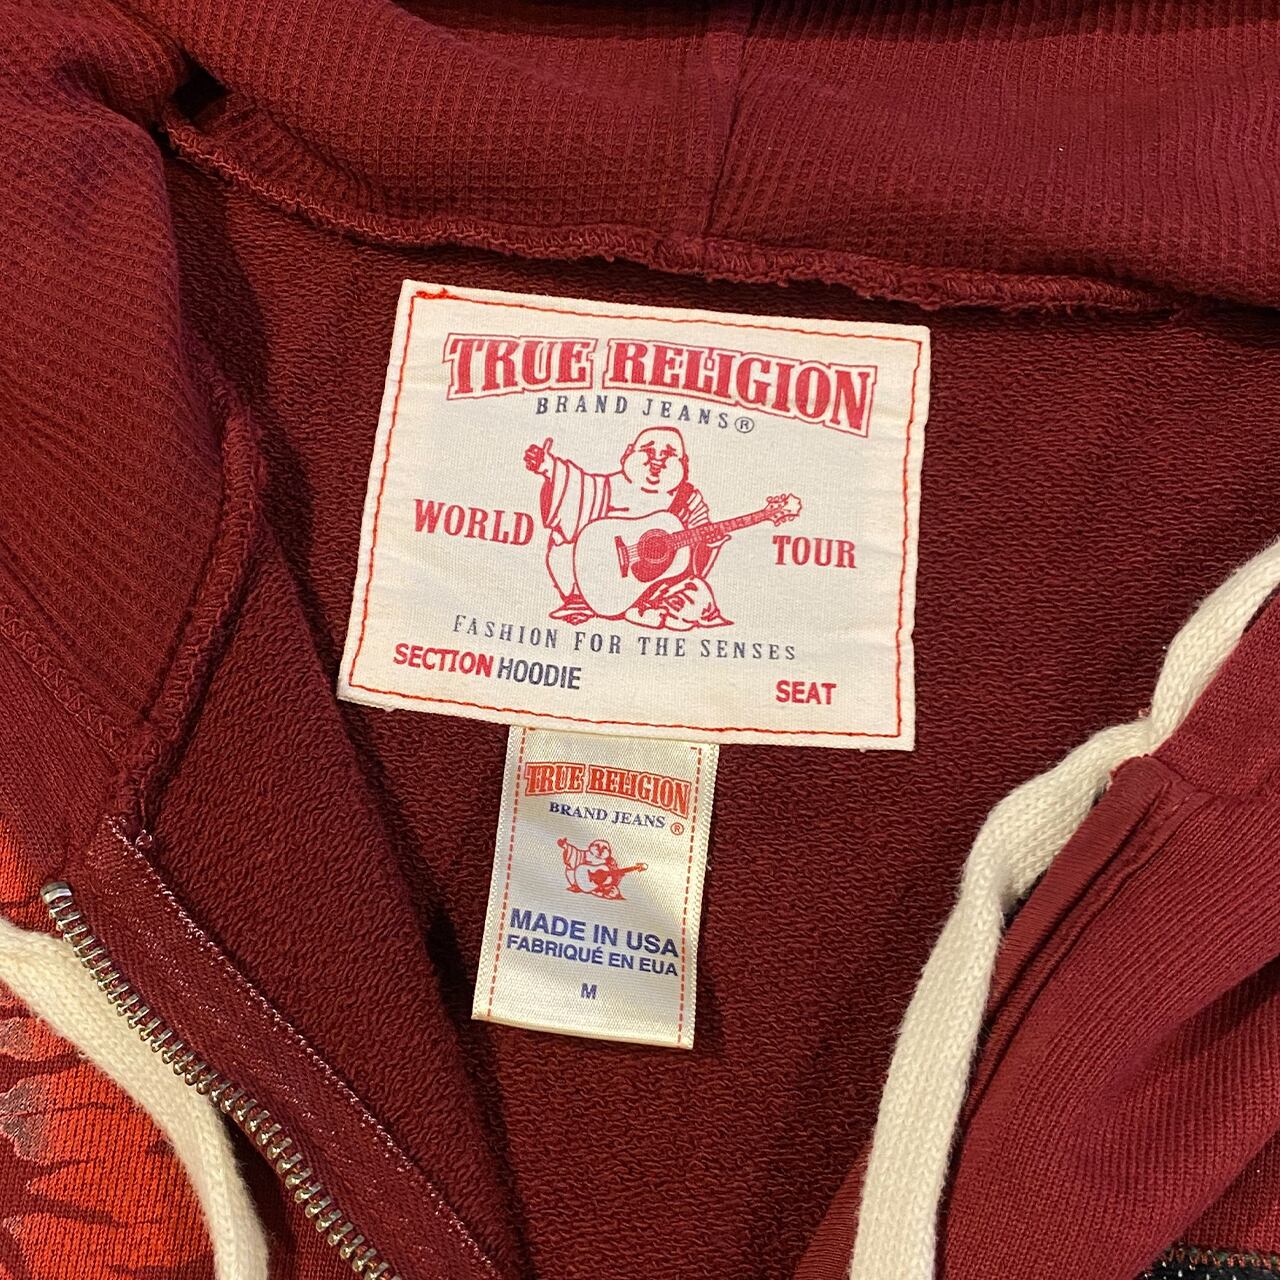 TRUE RELIGION
BRAND JEANS®
WORLD TOUR
FASHION FOR THE SENSES
SECTION HOODIE SEAT
TRUE RELIGION
BRAND JEANS ®
MADE IN USA
FABRIQUÉ EN EUA
M